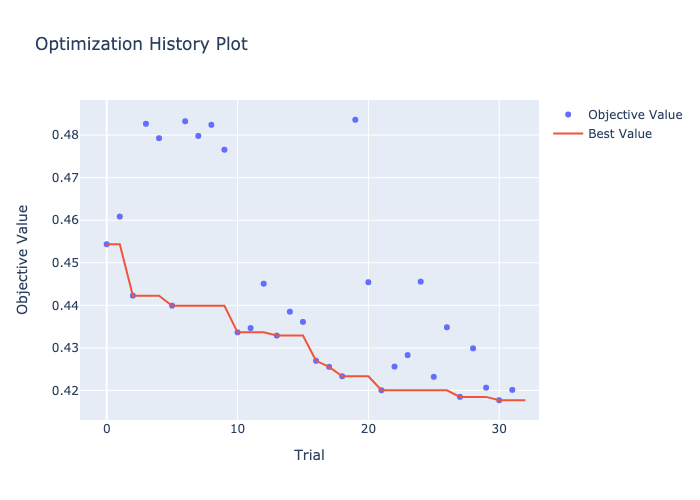 Optimization History Plot
Objective Value
Best Value
0.48
0.47
0.46
0.45
0.44
0.43
0.42
Objective Value
0
10
20
30
Trial